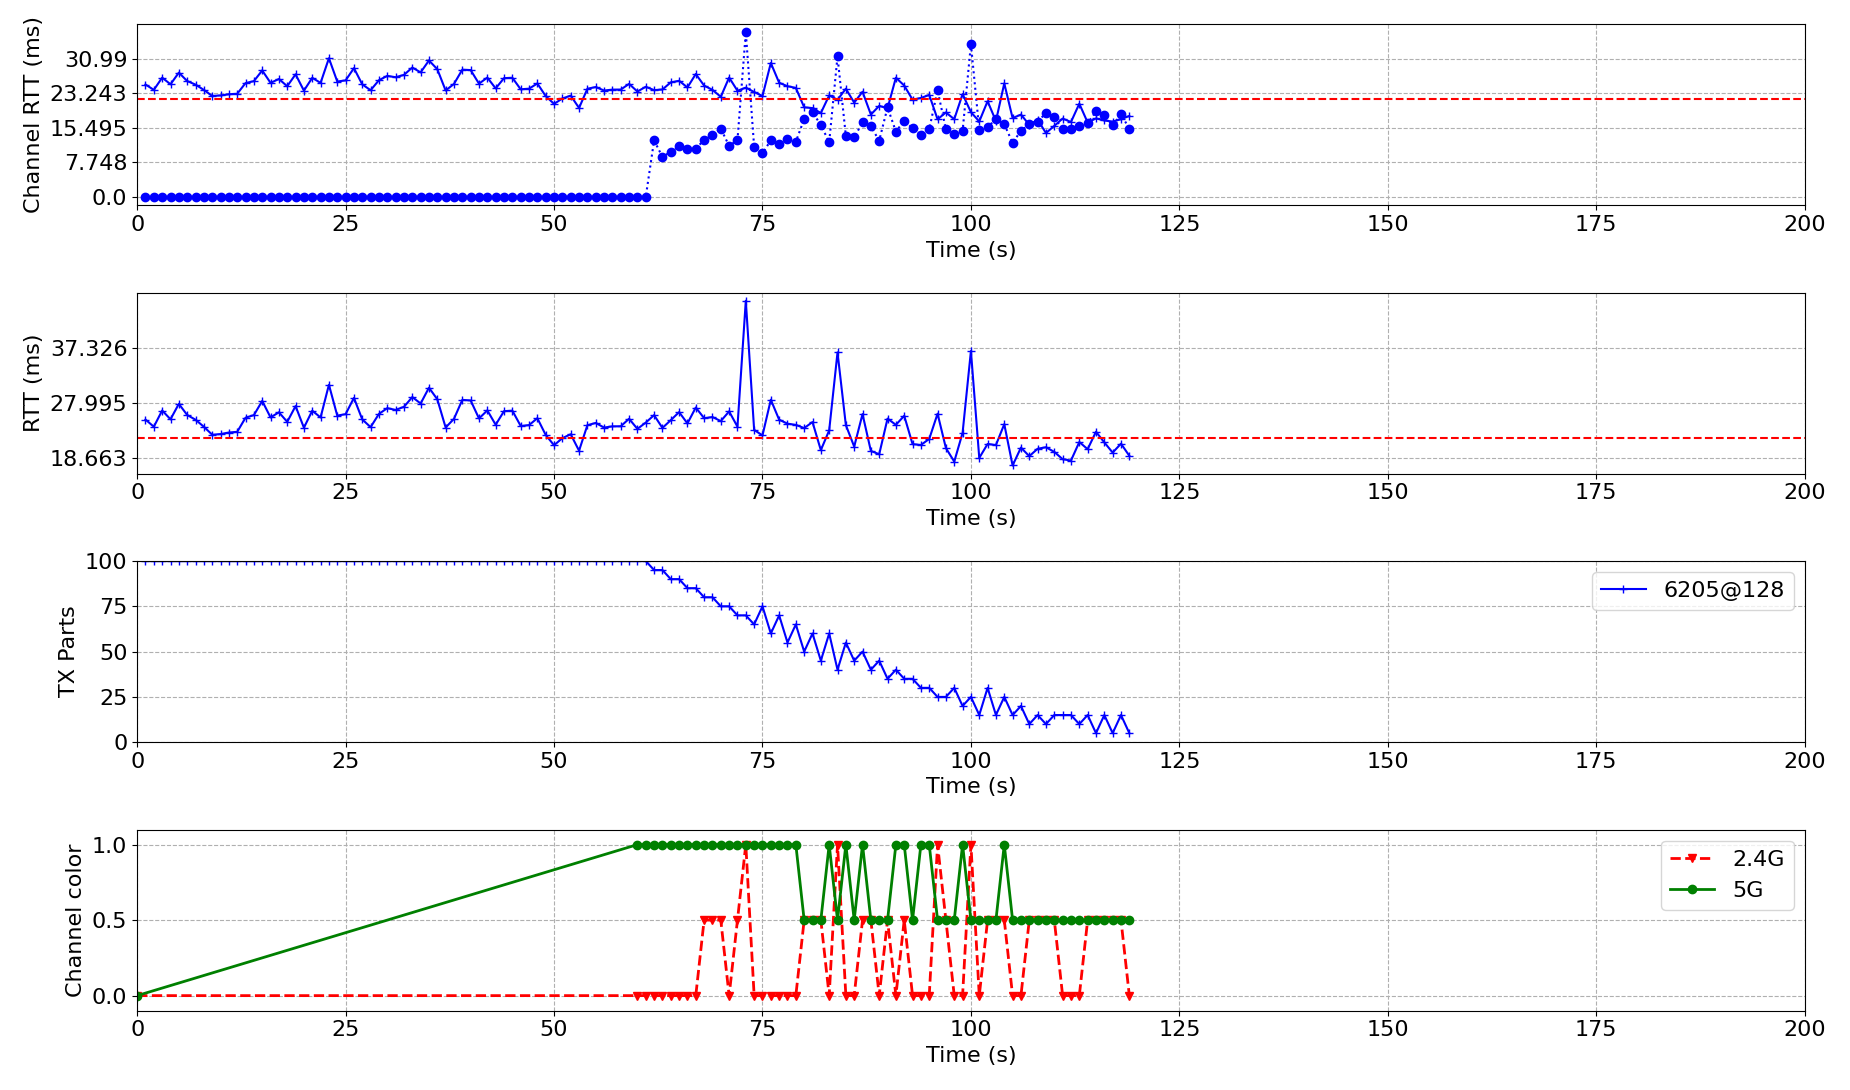 Channel RTT (ms)
30.99
23.243
15.495
7.748
0.0
0 25 50 75 100 125 150 175 200
Time (s)
RTT (ms)
37.326
27.995
18.663
0 25 50 75 100 125 150 175 200
Time (s)
TX Parts
100
75
50
25
0
6205@128
0 25 50 75 100 125 150 175 200
Time (s)
Channel color
1.0
0.5
0.0
2.4G
5G
0 25 50 75 100 125 150 175 200
Time (s)